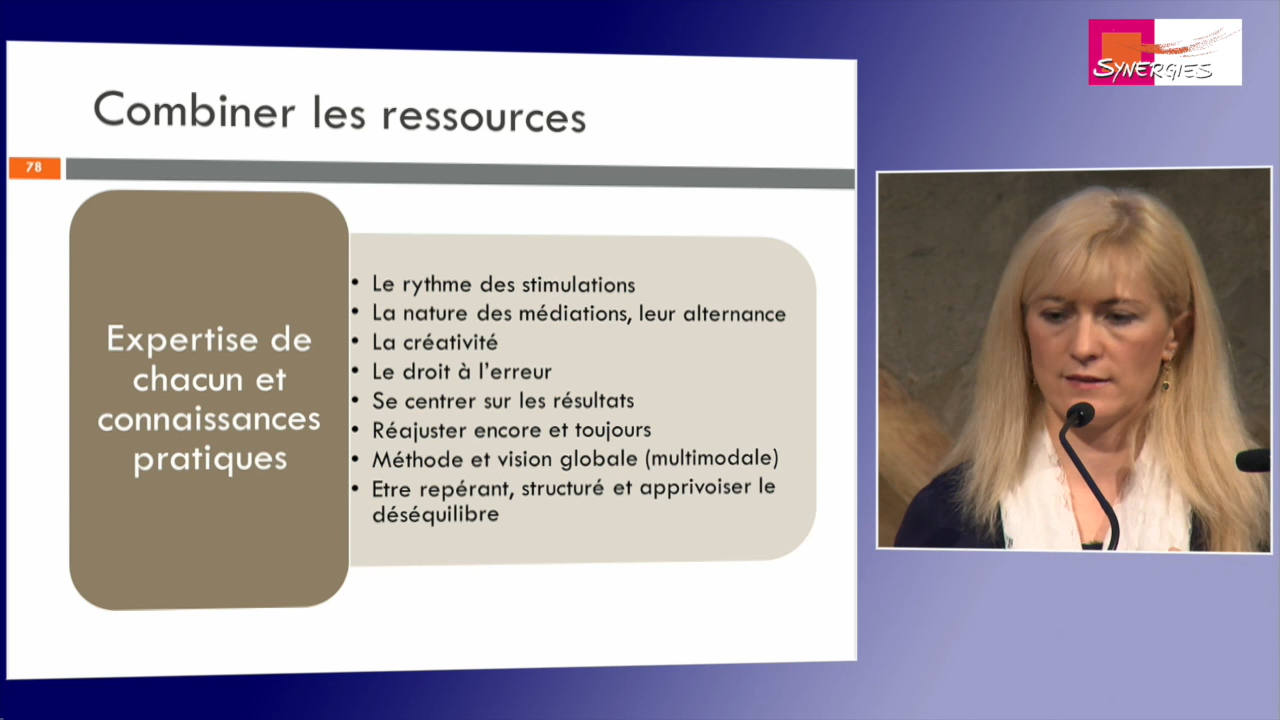 Combiner les ressources
78
Expertise de
chacun et
connaissances
pratiques
• Le rythme des stimulations
• La nature des médiations, leur alternance
• La créativité
• Le droit à l’erreur
• Se centrer sur les résultats
• Réajuster encore et toujours
• Méthode et vision globale (multimodale)
• Etre repérant, structuré et apprivoiser le
déséquilibre
SYNERGIES